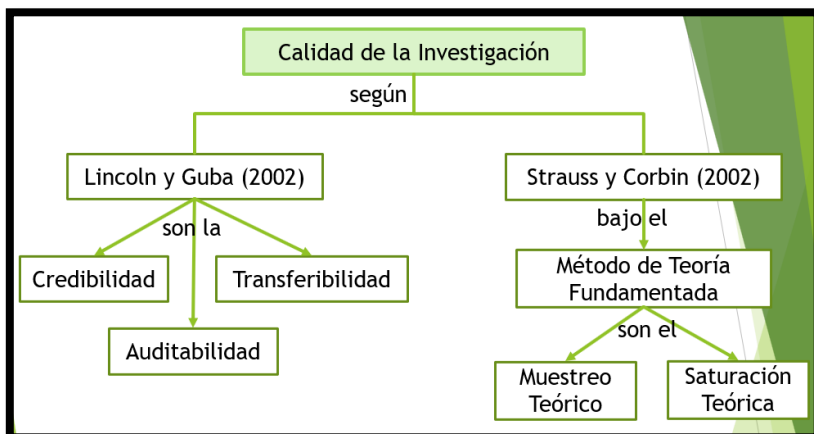 Calidad de la Investigación
según
Lincoln y Guba (2002)
son la
Credibilidad
Transferibilidad
Auditabilidad
Strauss y Corbin (2002)
bajo el
Método de Teoría
Fundamentada
son el
Muestreo
Teórico
Saturación
Teórica